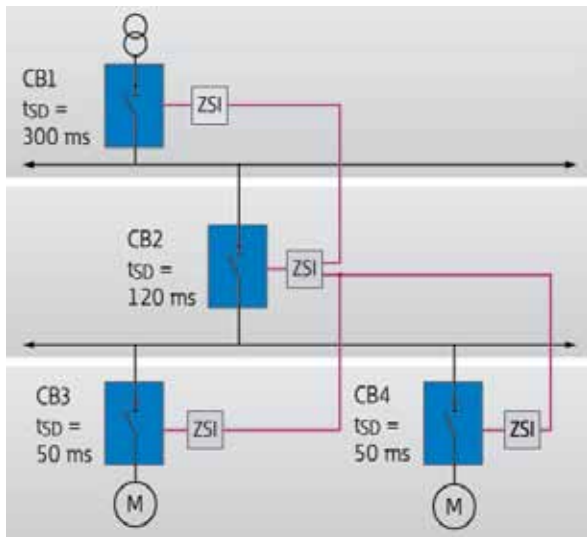 CB1
tSD =
300 ms
ZSI
CB2
tSD =
120 ms
ZSI
CB3
tSD =
50 ms
ZSI
M
CB4
tSD =
50 ms
ZSI
M